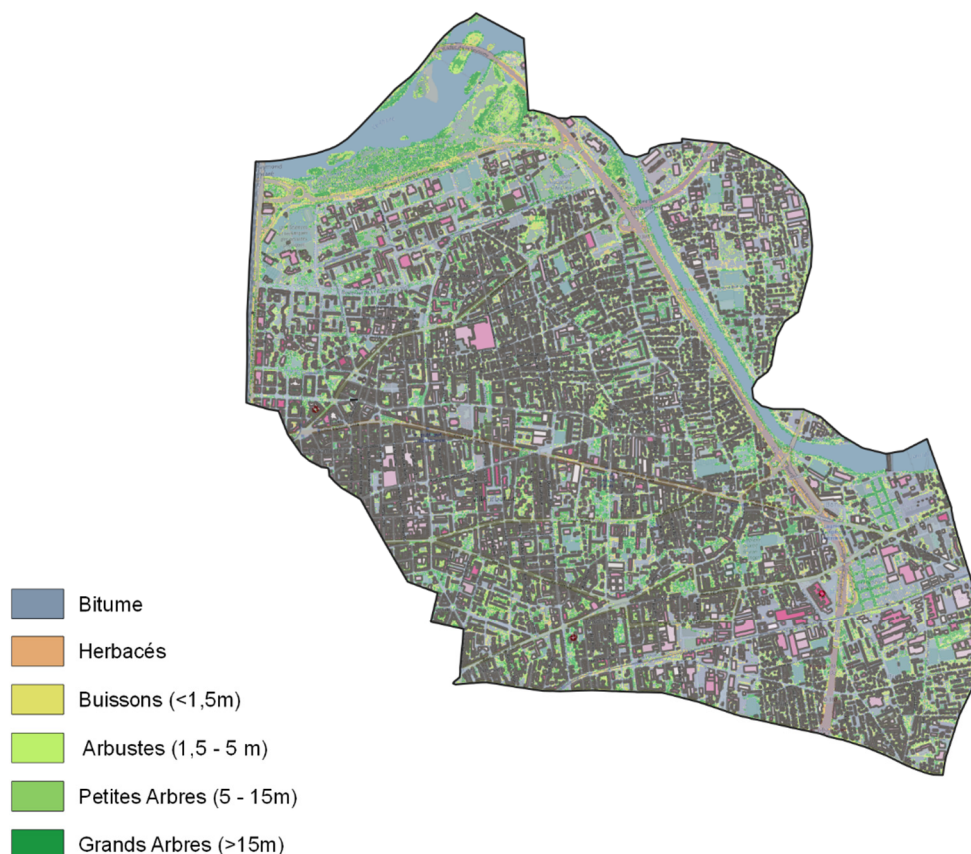 Bitume
Herbacés
Buissons (<1,5m)
Arbustes (1,5 - 5 m)
Petites Arbres (5 - 15m)
Grands Arbres (>15m)